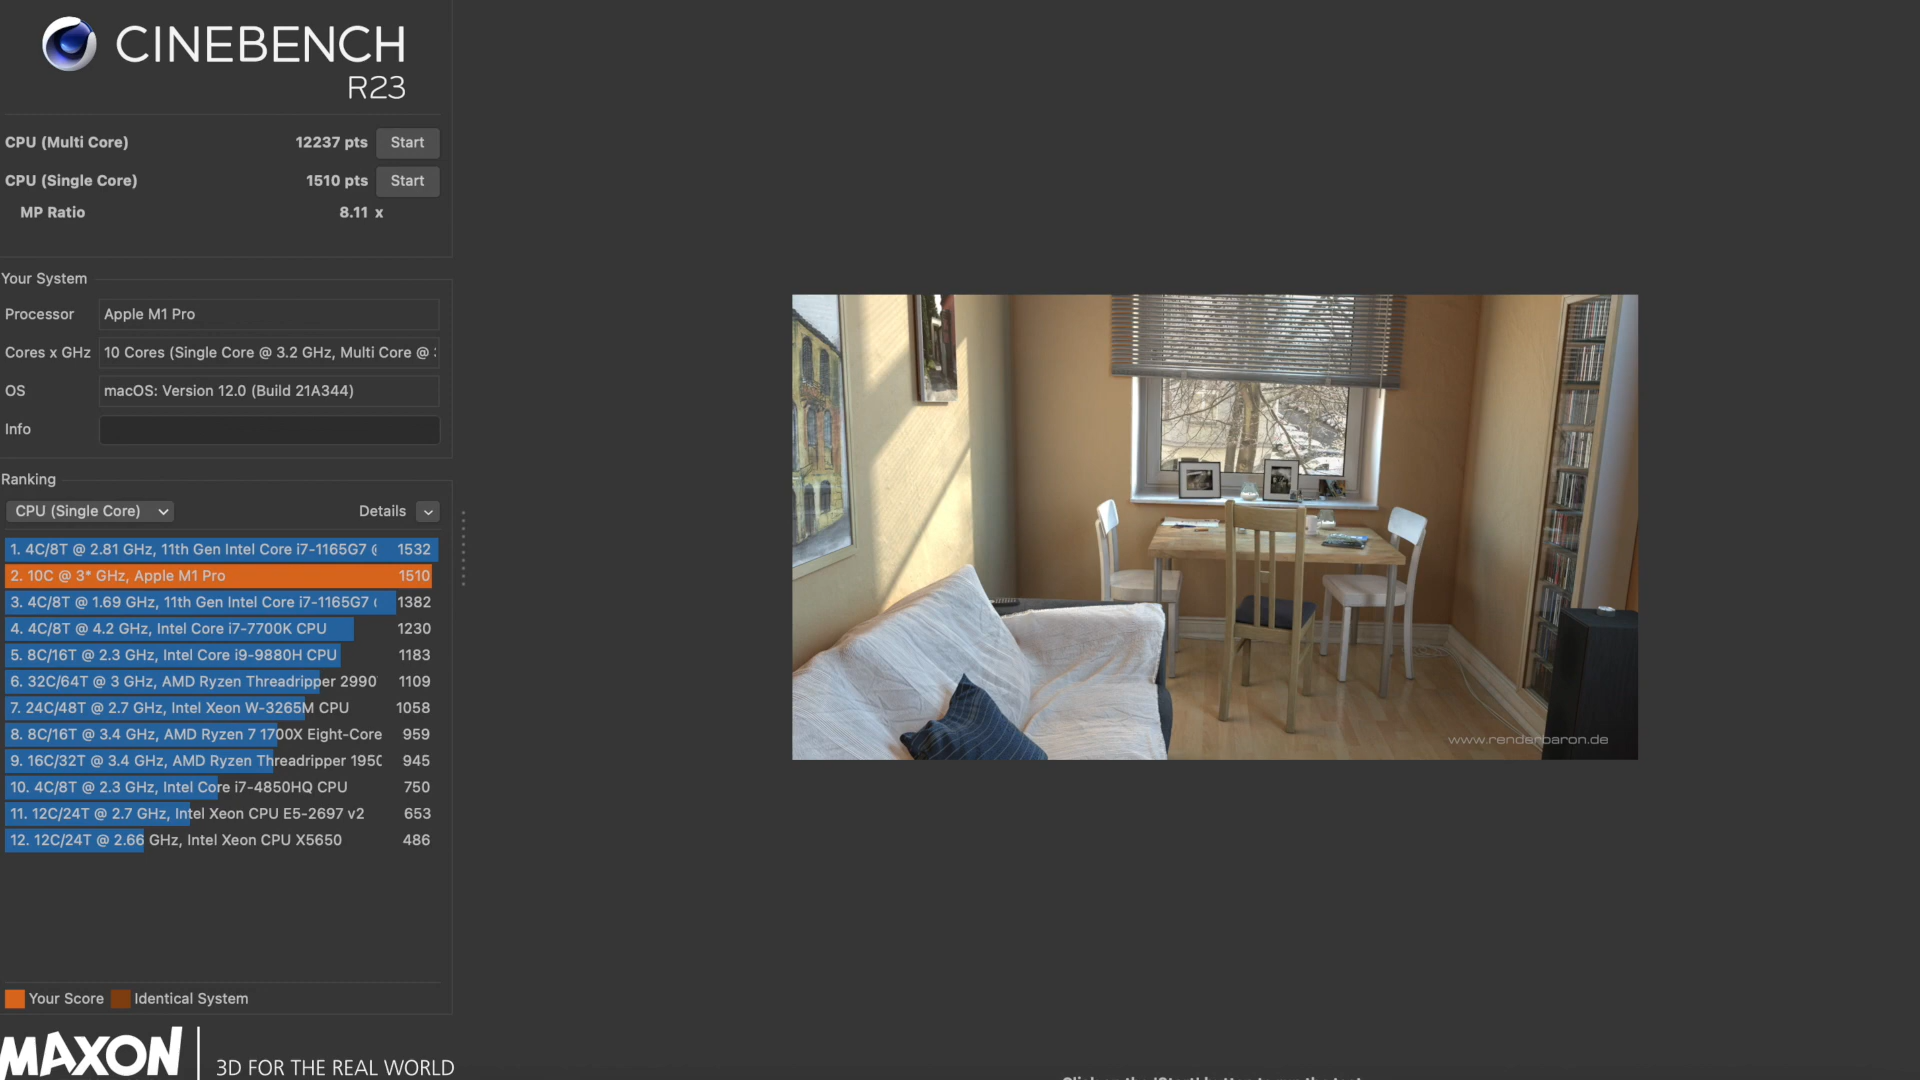 CINEBENCH
R23
CPU (Multi Core) 12237 pts Start
CPU (Single Core) 1510 pts Start
MP Ratio 8.11 x
Your System
Processor Apple M1 Pro
Cores x GHz 10 Cores (Single Core @ 3.2 GHz, Multi Core @
OS macOS: Version 12.0 (Build 21A344)
Info
Ranking
CPU (Single Core) Details
1. 4C/8T @ 2.81 GHz, 11th Gen Intel Core i7-1165G7 1532
2. 10C @ 3* GHz, Apple M1 Pro 1510
3. 4C/8T @ 1.69 GHz, 11th Gen Intel Core i7-1165G7 1382
4. 4C/8T @ 4.2 GHz, Intel Core i7-7700K CPU 1230
5. 8C/16T @ 2.3 GHz, Intel Core i9-9880H CPU 1183
6. 32C/64T @ 3 GHz, AMD Ryzen Threadripper 2990 1109
7. 24C/48T @ 2.7 GHz, Intel Xeon W-3265M CPU 1058
8. 8C/16T @ 3.4 GHz, AMD Ryzen 7 1700X Eight-Core 959
9. 16C/32T @ 3.4 GHz, AMD Ryzen Threadripper 195 945
10. 4C/8T @ 2.3 GHz, Intel Core i7-4850HQ CPU 750
11. 12C/24T @ 2.7 GHz, Intel Xeon CPU E5-2697 v2 653
12. 12C/24T @ 2.66 GHz, Intel Xeon CPU X5650 486
Your Score Identical System
MAXON 3D FOR THE REAL WORLD
www.renderbaron.de